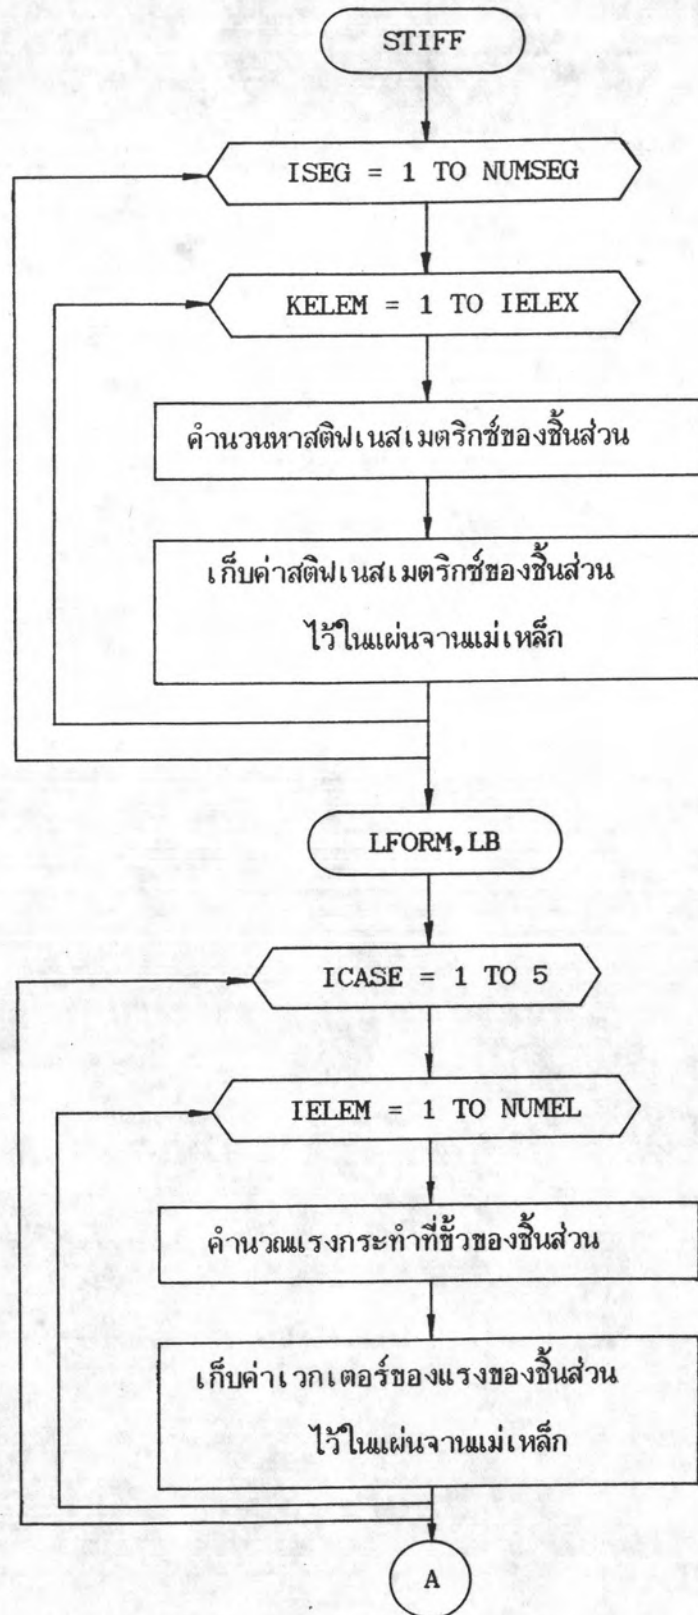 STIFF
ISEG = 1 TO NUMSEG
KELEM = 1 TO IELEX
คำนวนหาสติฟเนสเมตริกซ์ของชิ้นส่วน
เก็บค่าสติฟเนสเมตริกซ์ของชิ้นส่วน
ไว้ในแผ่นจานแม่เหล็ก
LFORM,LB
ICASE = 1 TO 5
IELEM = 1 TO NUMEL
คำนวณแรงกระทำที่ขั้วของชิ้นส่วน
เก็บค่าเวกเตอร์ของแรงของชิ้นส่วน
ไว้ในแผ่นจานแม่เหล็ก
A